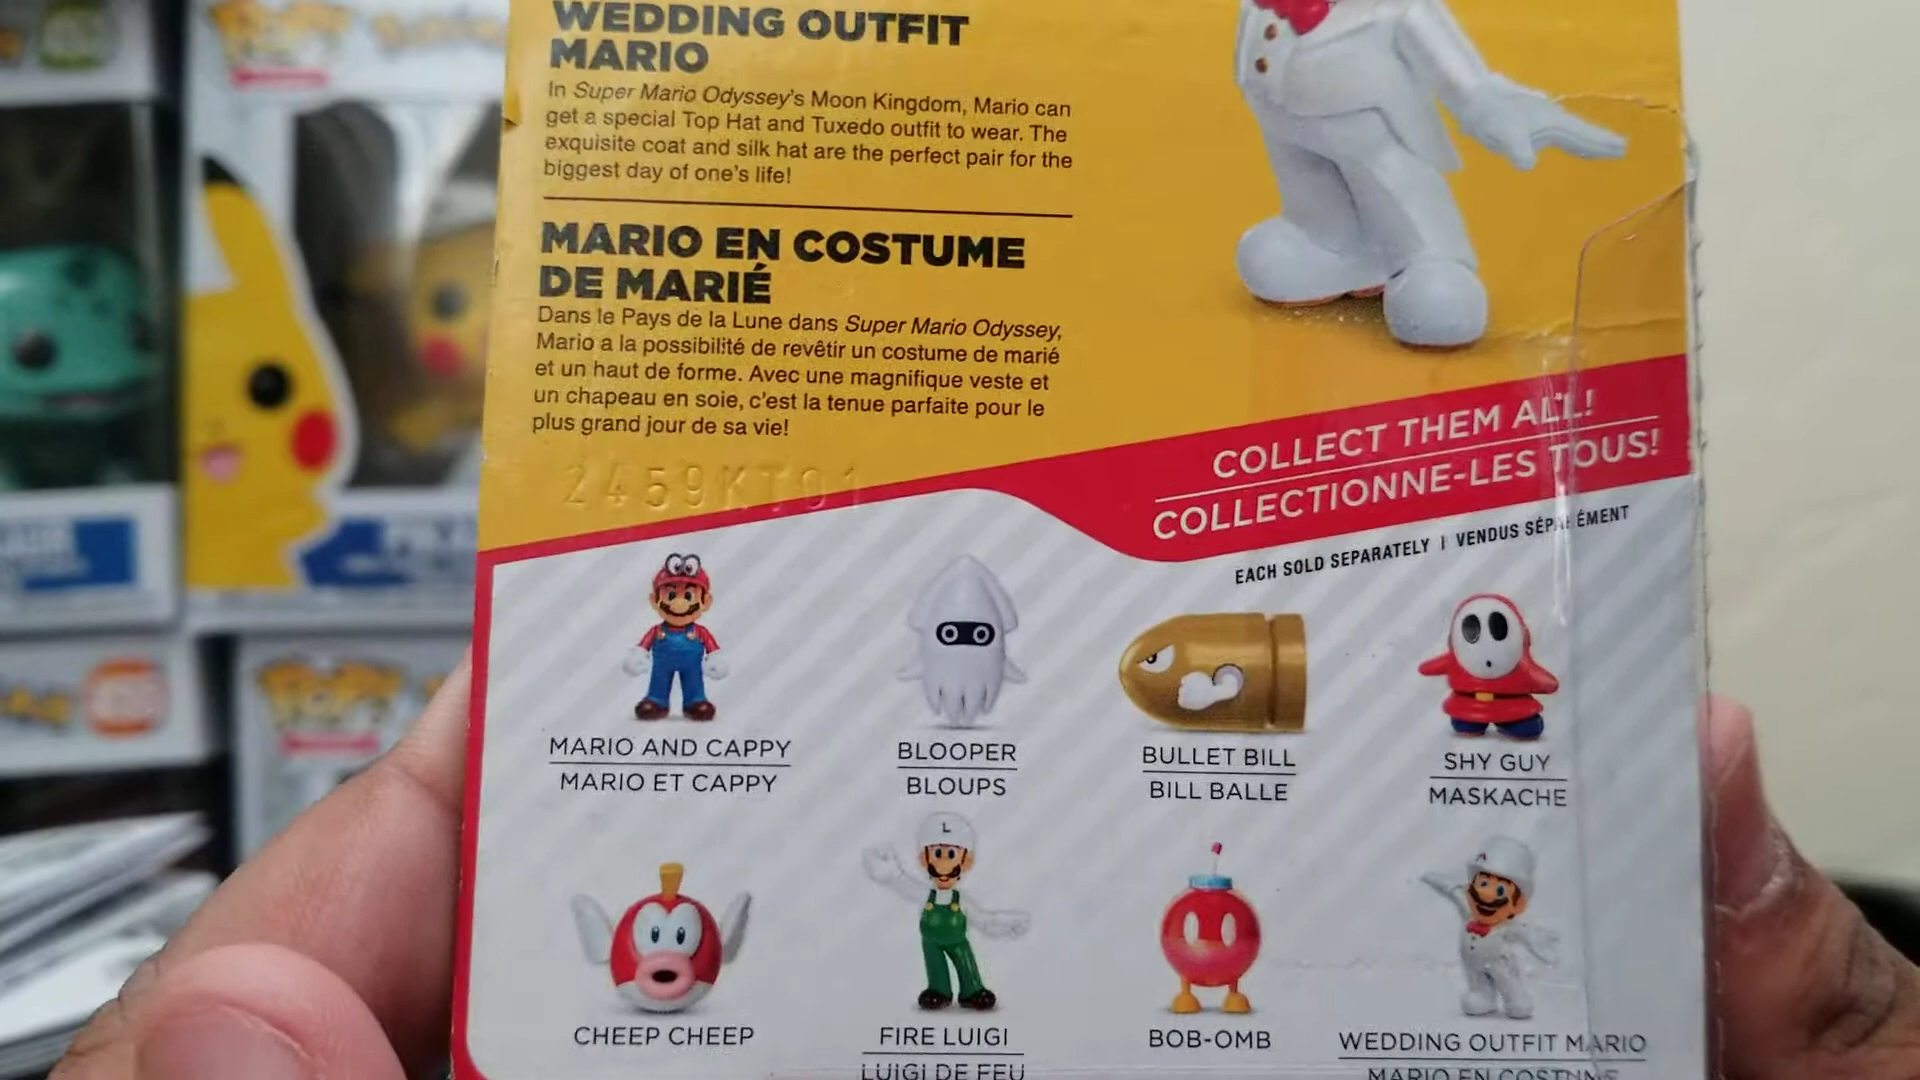 WEDDING OUTFIT
MARIO
In Super Mario Odyssey's Moon Kingdom, Mario can
get a special Top Hat and Tuxedo outfit to wear. The
exquisite coat and silk hat are the perfect pair for the
biggest day of one's life!
MARIO EN COSTUME
DE MARIÉ
Dans le Pays de la Lune dans Super Mario Odyssey,
Mario a la possibilité de revêtir un costume de marié
et un haut de forme. Avec une magnifique veste et
un chapeau en soie, c'est la tenue parfaite pour le
plus grand jour de sa vie!
2459KT01
COLLECT THEM ALL!
COLLECTIONNE-LES TOUS!
EACH SOLD SEPARATELY | VENDUS SÉPARÉMENT
MARIO AND CAPPY
MARIO ET CAPPY
BLOOPER
BLOUPS
BULLET BILL
BILL BALLE
SHY GUY
MASKACHE
L
CHEEP CHEEP
FIRE LUIGI
LUIGI DE FEU
BOB-OMB
WEDDING OUTFIT MARIO
MARIO EN COSTUME